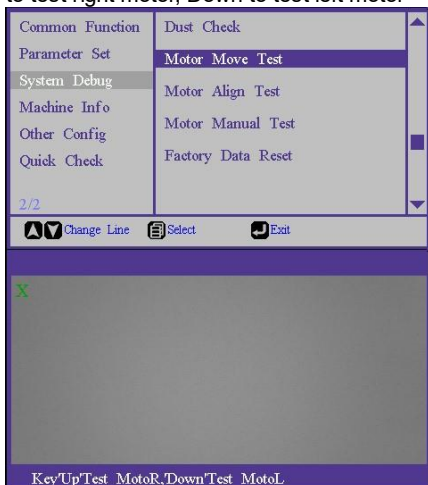 to test right motor, Down to test left motor
Common Function
Parameter Set
System Debug
Machine Info
Other Config
Quick Check
2/2
Dust Check
Motor Move Test
Motor Align Test
Motor Manual Test
Factory Data Reset
Change Line Select Exit
X
Key'Up'Test MotoR,'Down'Test MotoL